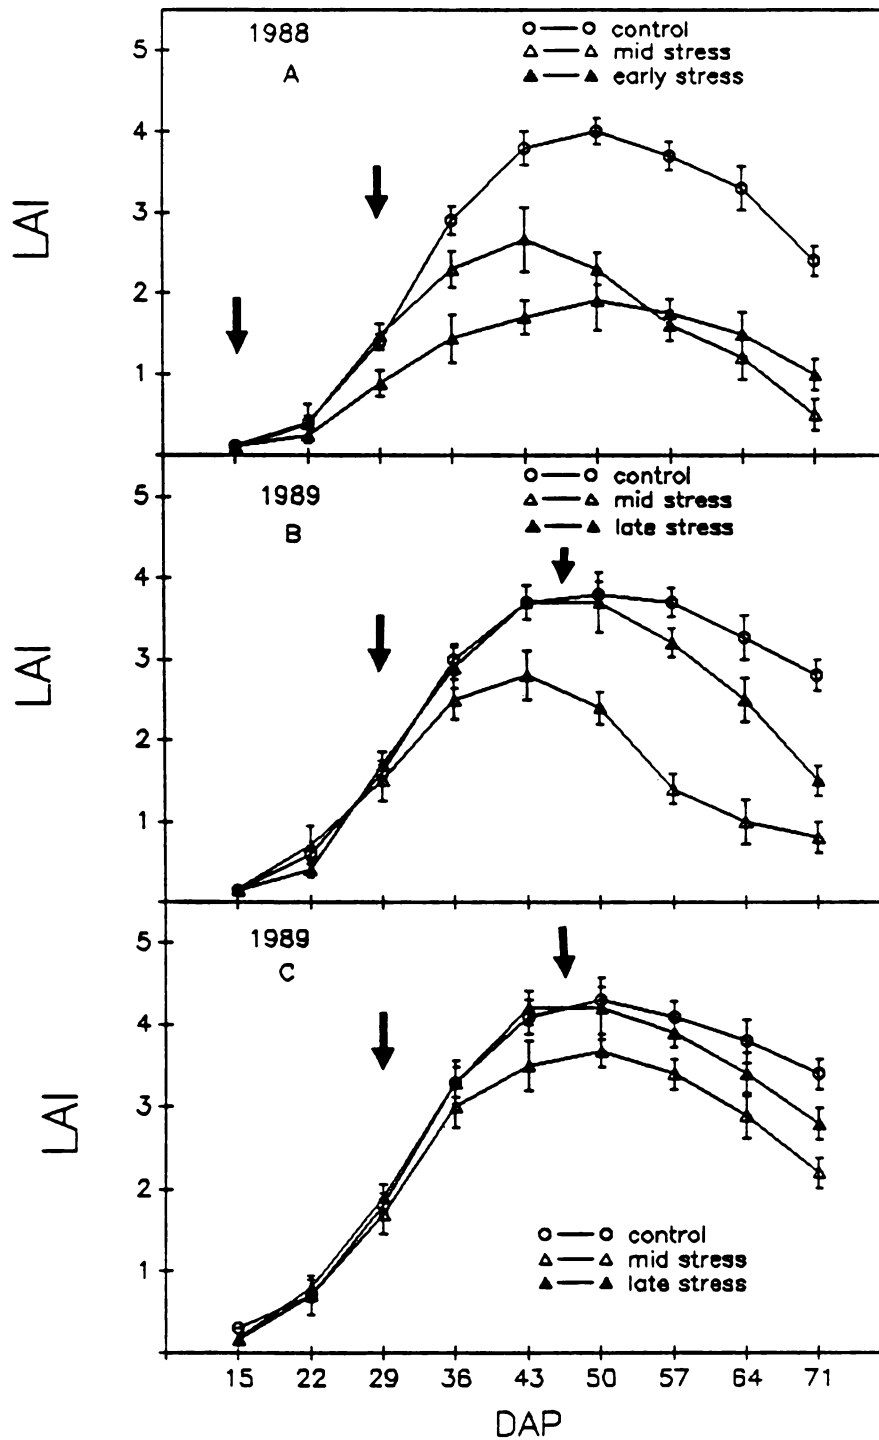 1988
A
control
mid stress
early stress
LAI
5
4
3
2
1
1989
B
control
mid stress
late stress
LAI
5
4
3
2
1
1989
C
LAI
5
4
3
2
1
control
mid stress
late stress
15 22 29 36 43 50 57 64 71
DAP